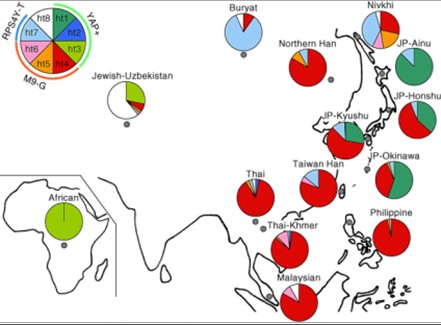 RPS4Y-T
YAP+
M9-G
ht8
ht1
ht7
ht2
ht6
ht3
ht5
ht4
Buryat
Nivkhi
Northern Han
JP-Ainu
Jewish-Uzbekistan
JP-Honshu
JP-Kyushu
JP-Okinawa
Taiwan Han
Thai
African
Philippine
Thai-Khmer
Malaysian